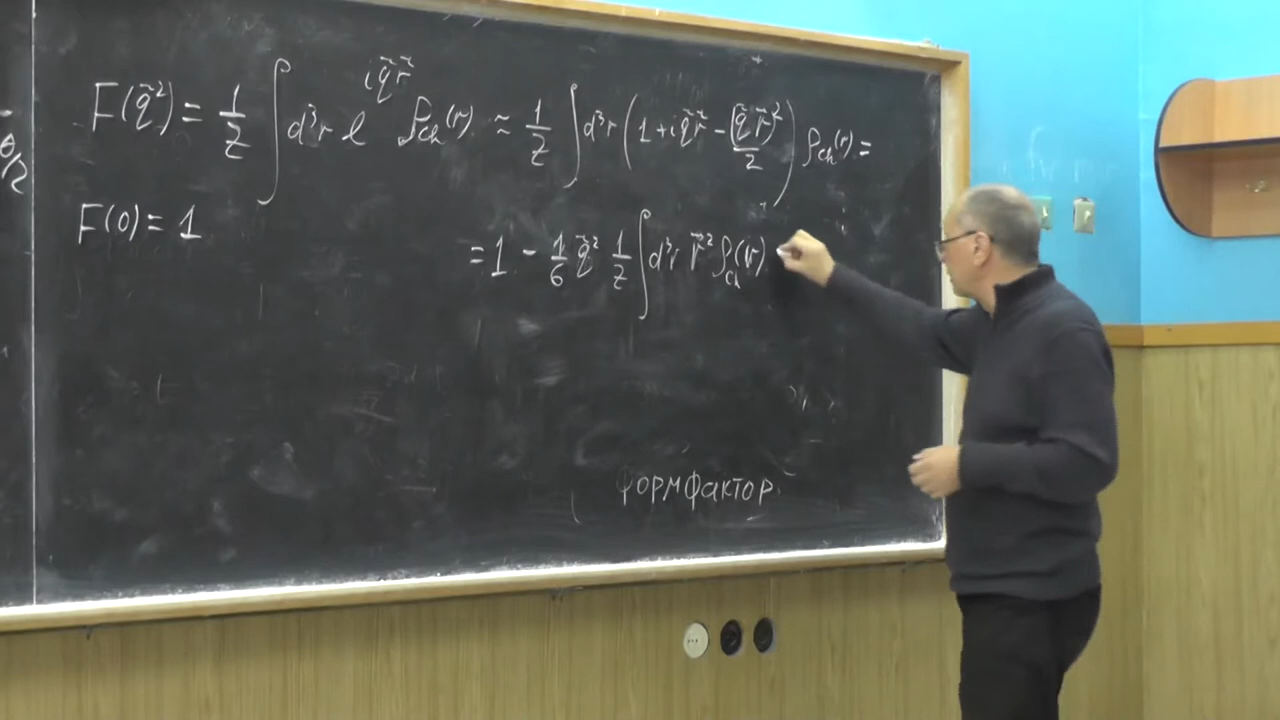 F(q⃗²) = 1/Z ∫ d³r e^{iq⃗r⃗} ρ_ch(r) ≈ 1/Z ∫ d³r (1 + iq⃗r⃗ − (q⃗r⃗)²/2) ρ_ch(r) =
F(0) = 1
= 1 − 1/6 q⃗² 1/Z ∫ d³r r⃗² ρ_ch(r)
θ/2
формфактор